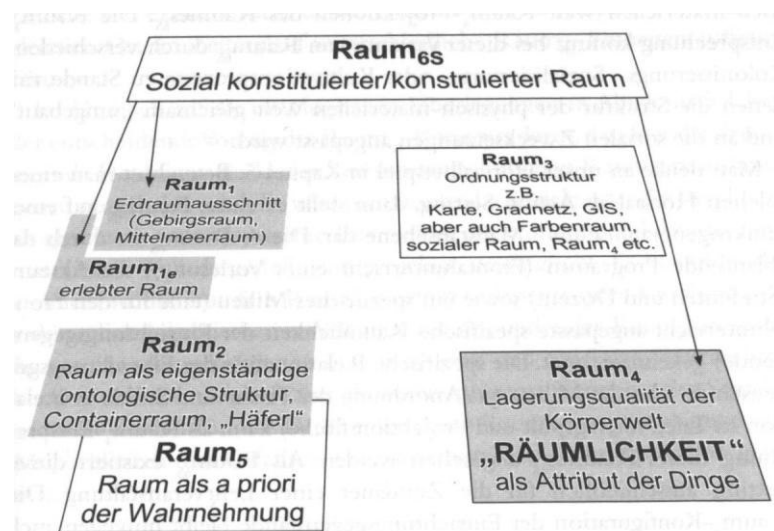 Raum6S
Sozial konstituierter/konstruierter Raum
Raum1
Erdraumausschnitt
(Gebirgsraum,
Mittelmeerraum)
Raum1e
erlebter Raum
Raum3
Ordnungsstruktur
z.B.
Karte, Gradnetz, GIS,
aber auch Farbenraum,
sozialer Raum, Raum, etc.
Raum2
Raum als eigenständige
ontologische Struktur,
Containerraum, „Häferl“
Raum5
Raum als a priori
der Wahrnehmung
Raum4
Lagerungsqualität der
Körperwelt
„RÄUMLICHKEIT“
als Attribut der Dinge